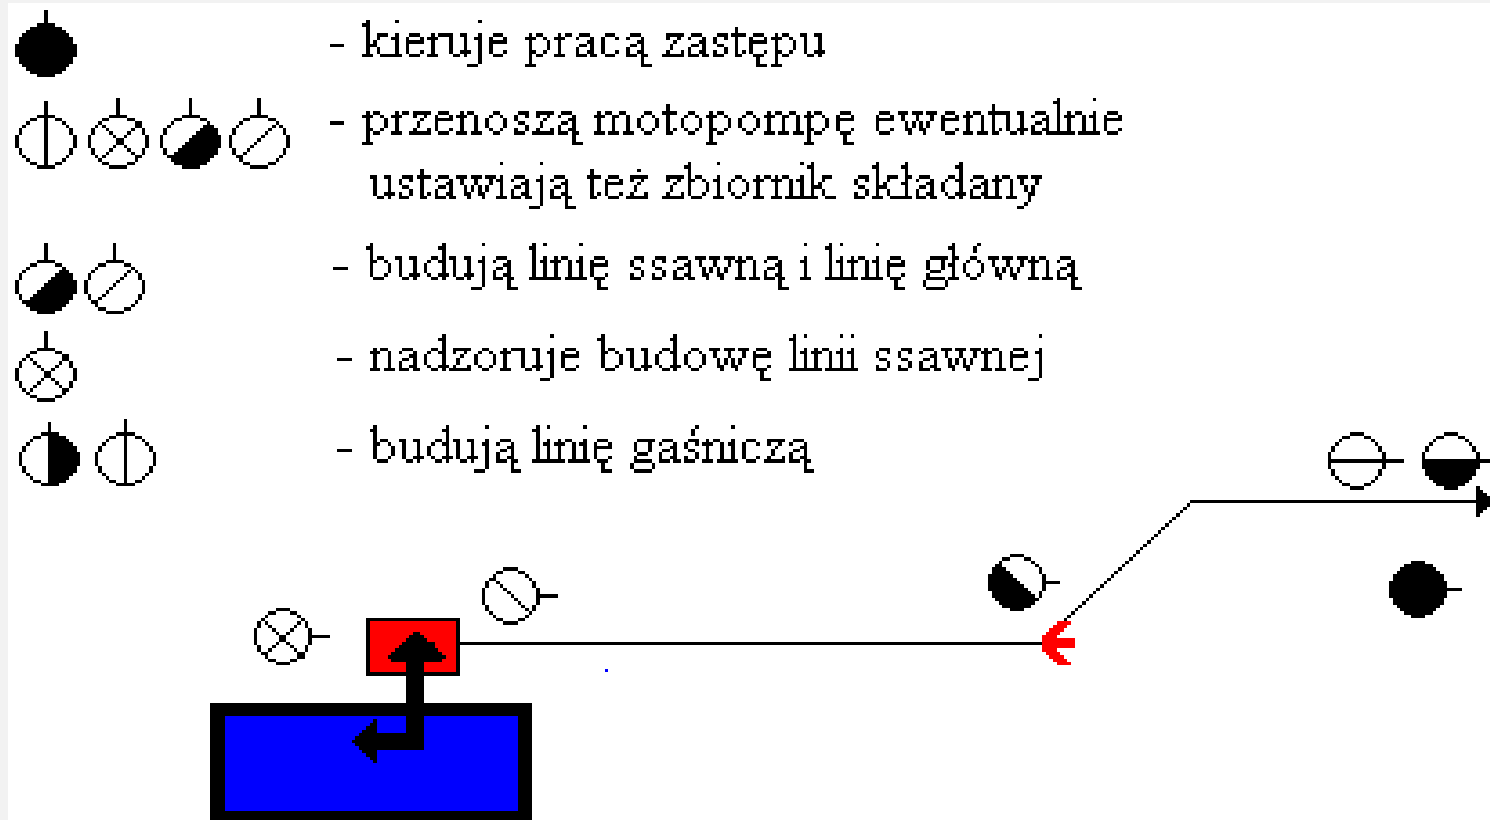 - kieruje pracą zastępu
- przenoszą motopompę ewentualnie
ustawiają też zbiornik składany
- budują linię ssawną i linię główną
- nadzoruje budowę linii ssawnej
- budują linię gaśniczą